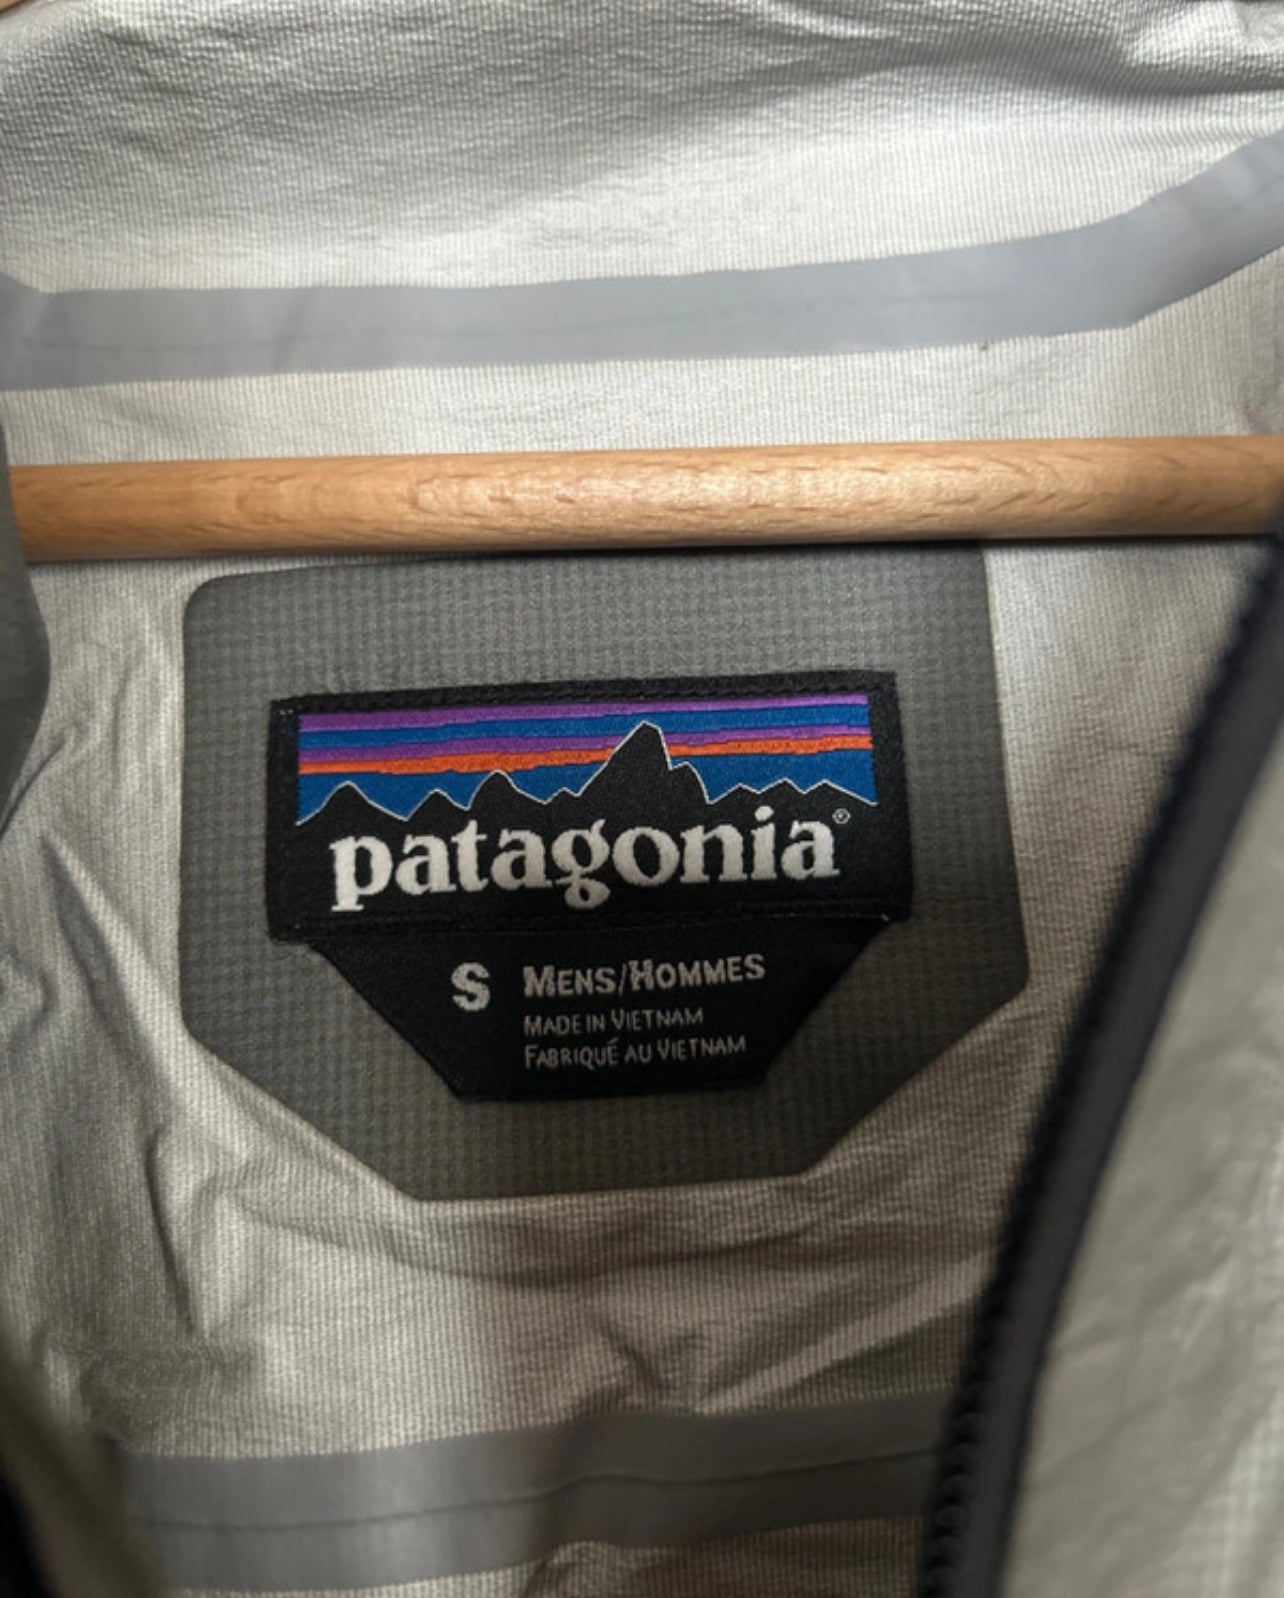 patagonia®
S MENS/HOMMES
MADE IN VIETNAM
FABRIQUÉ AU VIETNAM